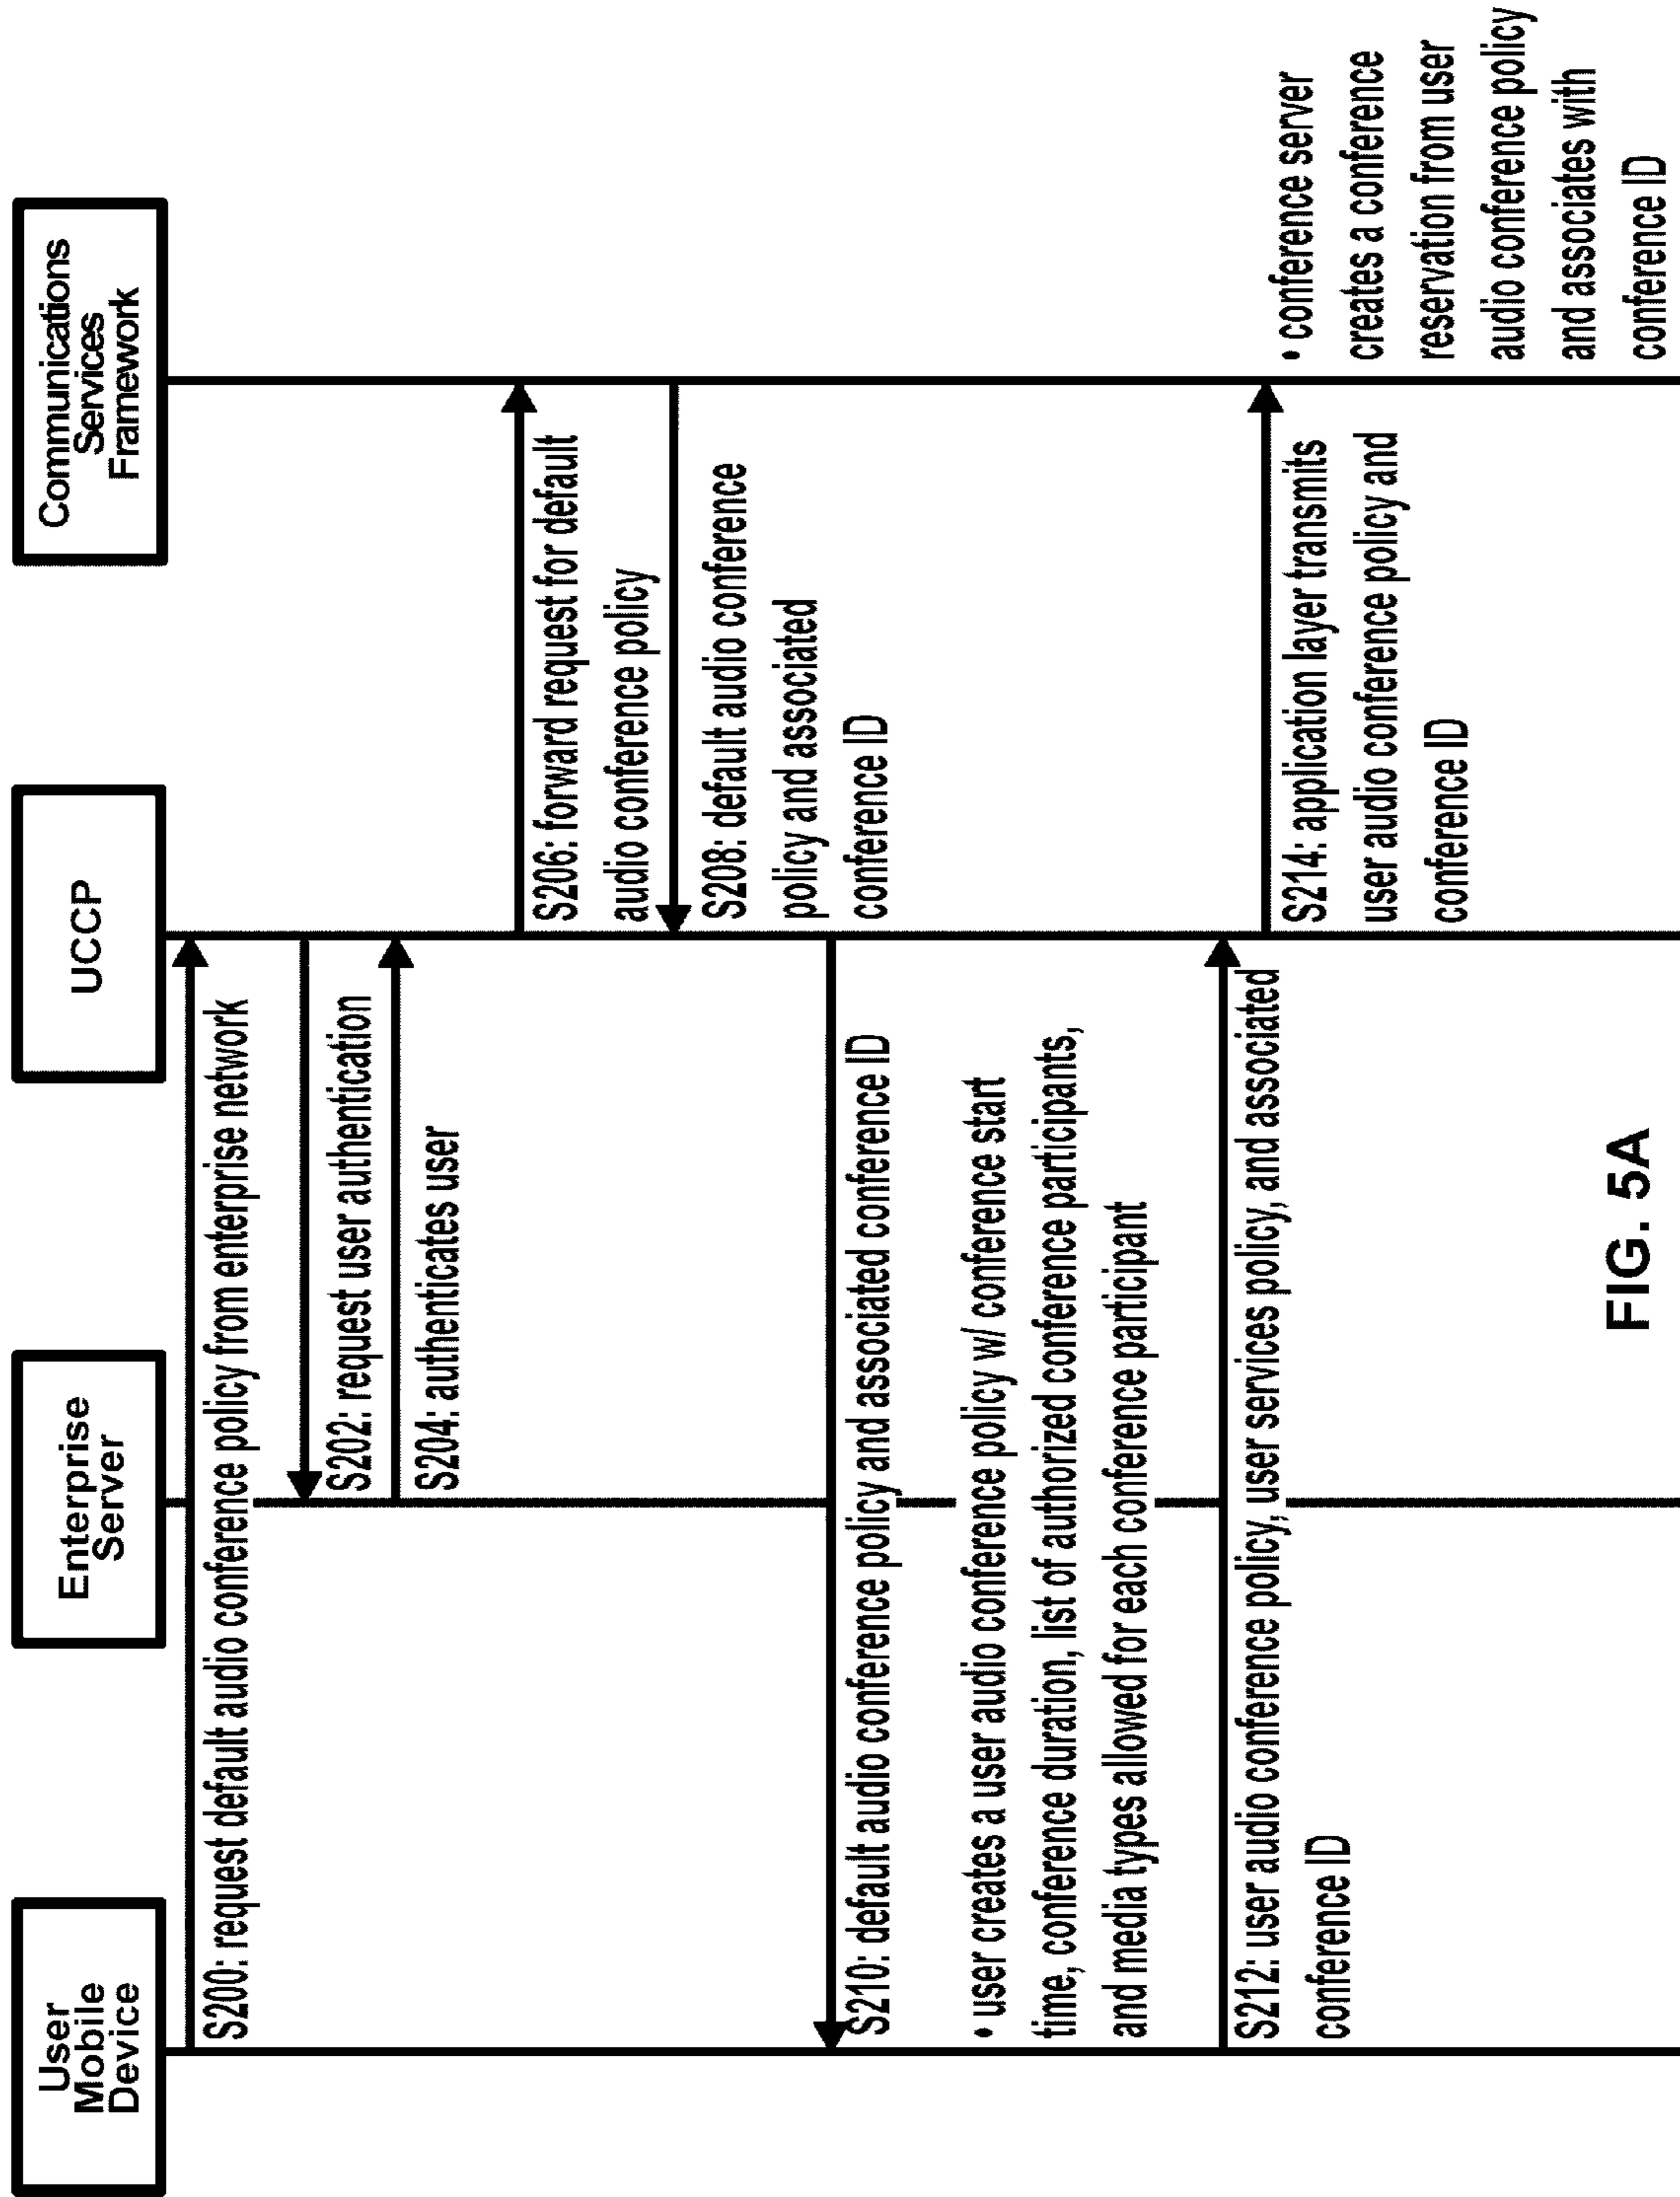 User
Mobile
Device
Enterprise
Server
UCCP
Communications
Services
Framework
S200: request default audio conference policy from enterprise network
S202: request user authentication
S204: authenticates user
S206: forward request for default
audio conference policy
S208: default audio conference
policy and associated
conference ID
S210: default audio conference policy and associated conference ID
• user creates a user audio conference policy w/ conference start
time, conference duration, list of authorized conference participants,
and media types allowed for each conference participant
S212: user audio conference policy, user services policy, and associated
conference ID
S214: application layer transmits
user audio conference policy and
conference ID
• conference server
creates a conference
reservation from user
audio conference policy
and associates with
conference ID
FIG. 5A